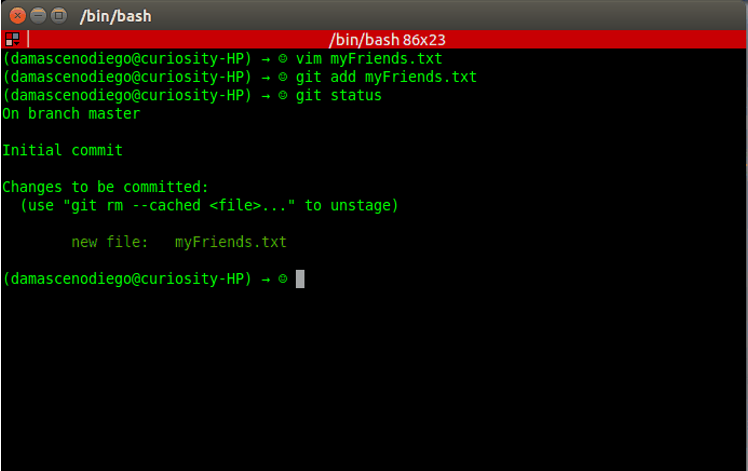 /bin/bash
/bin/bash 86x23
(damascenodiego@curiosity-HP) → ☺ vim myFriends.txt
(damascenodiego@curiosity-HP) → ☺ git add myFriends.txt
(damascenodiego@curiosity-HP) → ☺ git status
On branch master
Initial commit
Changes to be committed:
  (use "git rm --cached <file>..." to unstage)
        new file:   myFriends.txt
(damascenodiego@curiosity-HP) → ☺